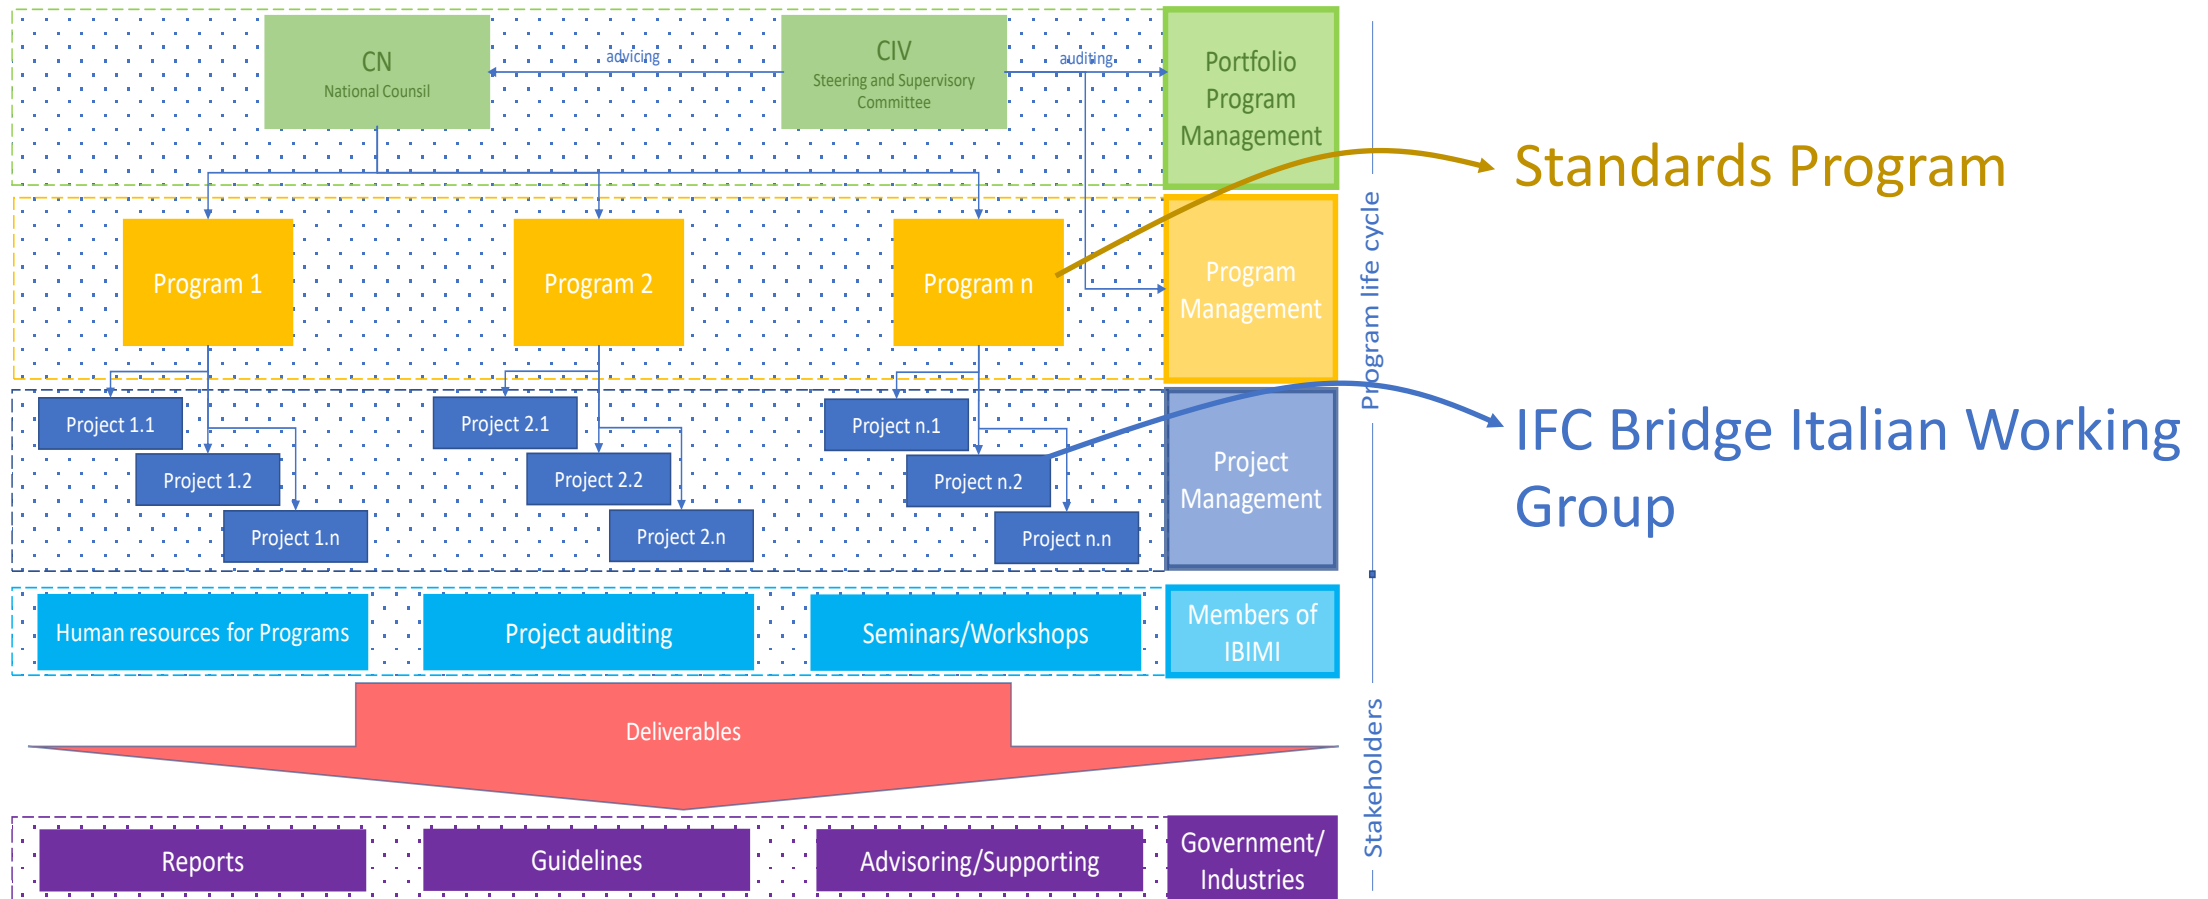 CN
National Counsil
advicing
CIV
Steering and Supervisory
Committee
auditing
Portfolio
Program
Management
Standards Program
Program 1
Program 2
Program n
Program
Management
Program life cycle
Project 1.1
Project 1.2
Project 1.n
Project 2.1
Project 2.2
Project 2.n
Project n.1
Project n.2
Project n.n
Project
Management
IFC Bridge Italian Working
Group
Human resources for Programs
Project auditing
Seminars/Workshops
Members of
IBIMI
Deliverables
Stakeholders
Reports
Guidelines
Advisoring/Supporting
Government/
Industries